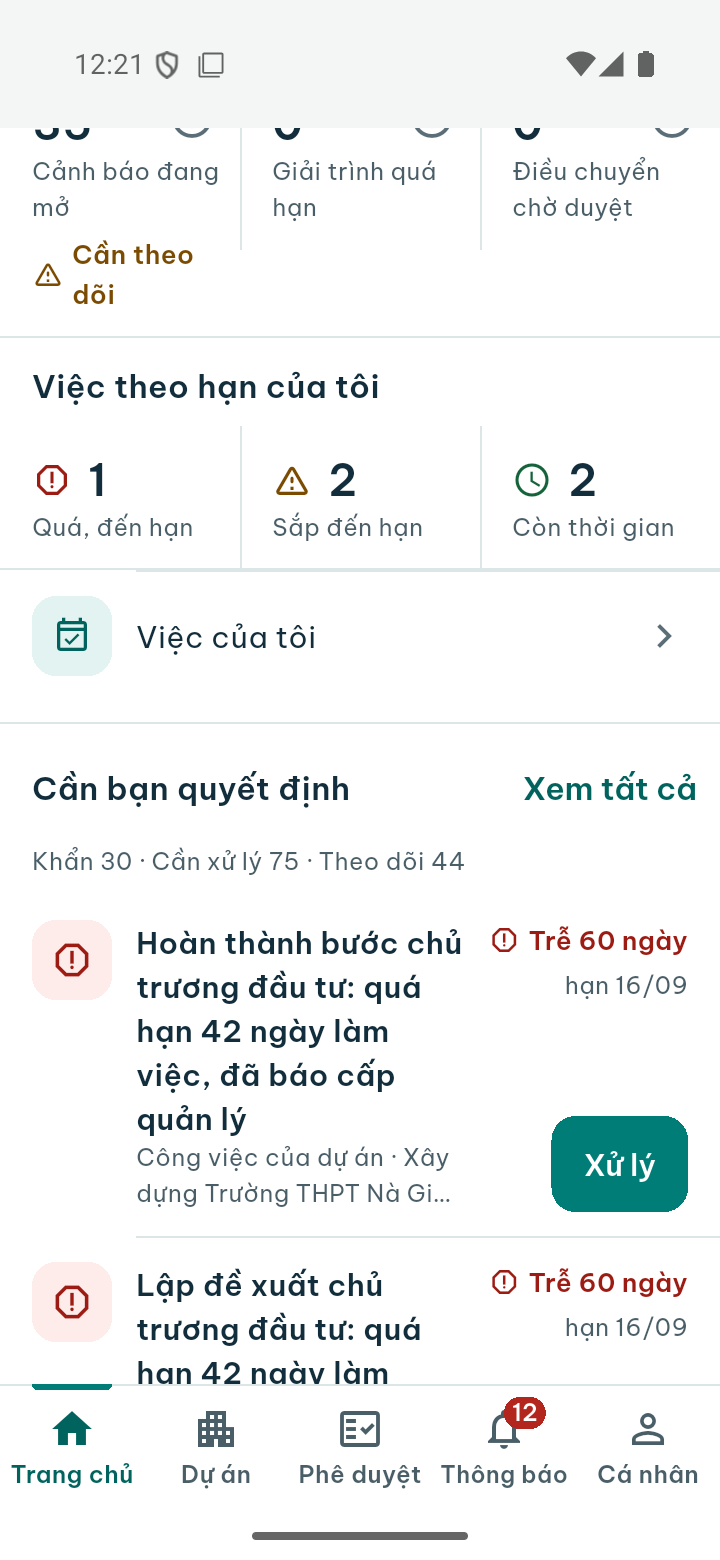 12:21
Cảnh báo đang
mở
Giải trình quá
hạn
Điều chuyển
chờ duyệt
Cần theo
dõi
Việc theo hạn của tôi
1
2
2
Quá, đến hạn
Sắp đến hạn
Còn thời gian
Việc của tôi
Cần bạn quyết định
Xem tất cả
Khẩn 30 · Cần xử lý 75 · Theo dõi 44
Hoàn thành bước chủ
trương đầu tư: quá
hạn 42 ngày làm
việc, đã báo cấp
quản lý
Trễ 60 ngày
hạn 16/09
Công việc của dự án · Xây
dựng Trường THPT Nà Gi...
Xử lý
Lập đề xuất chủ
trương đầu tư: quá
hạn 42 ngày làm
Trễ 60 ngày
hạn 16/09
12
Trang chủ
Dự án
Phê duyệt
Thông báo
Cá nhân